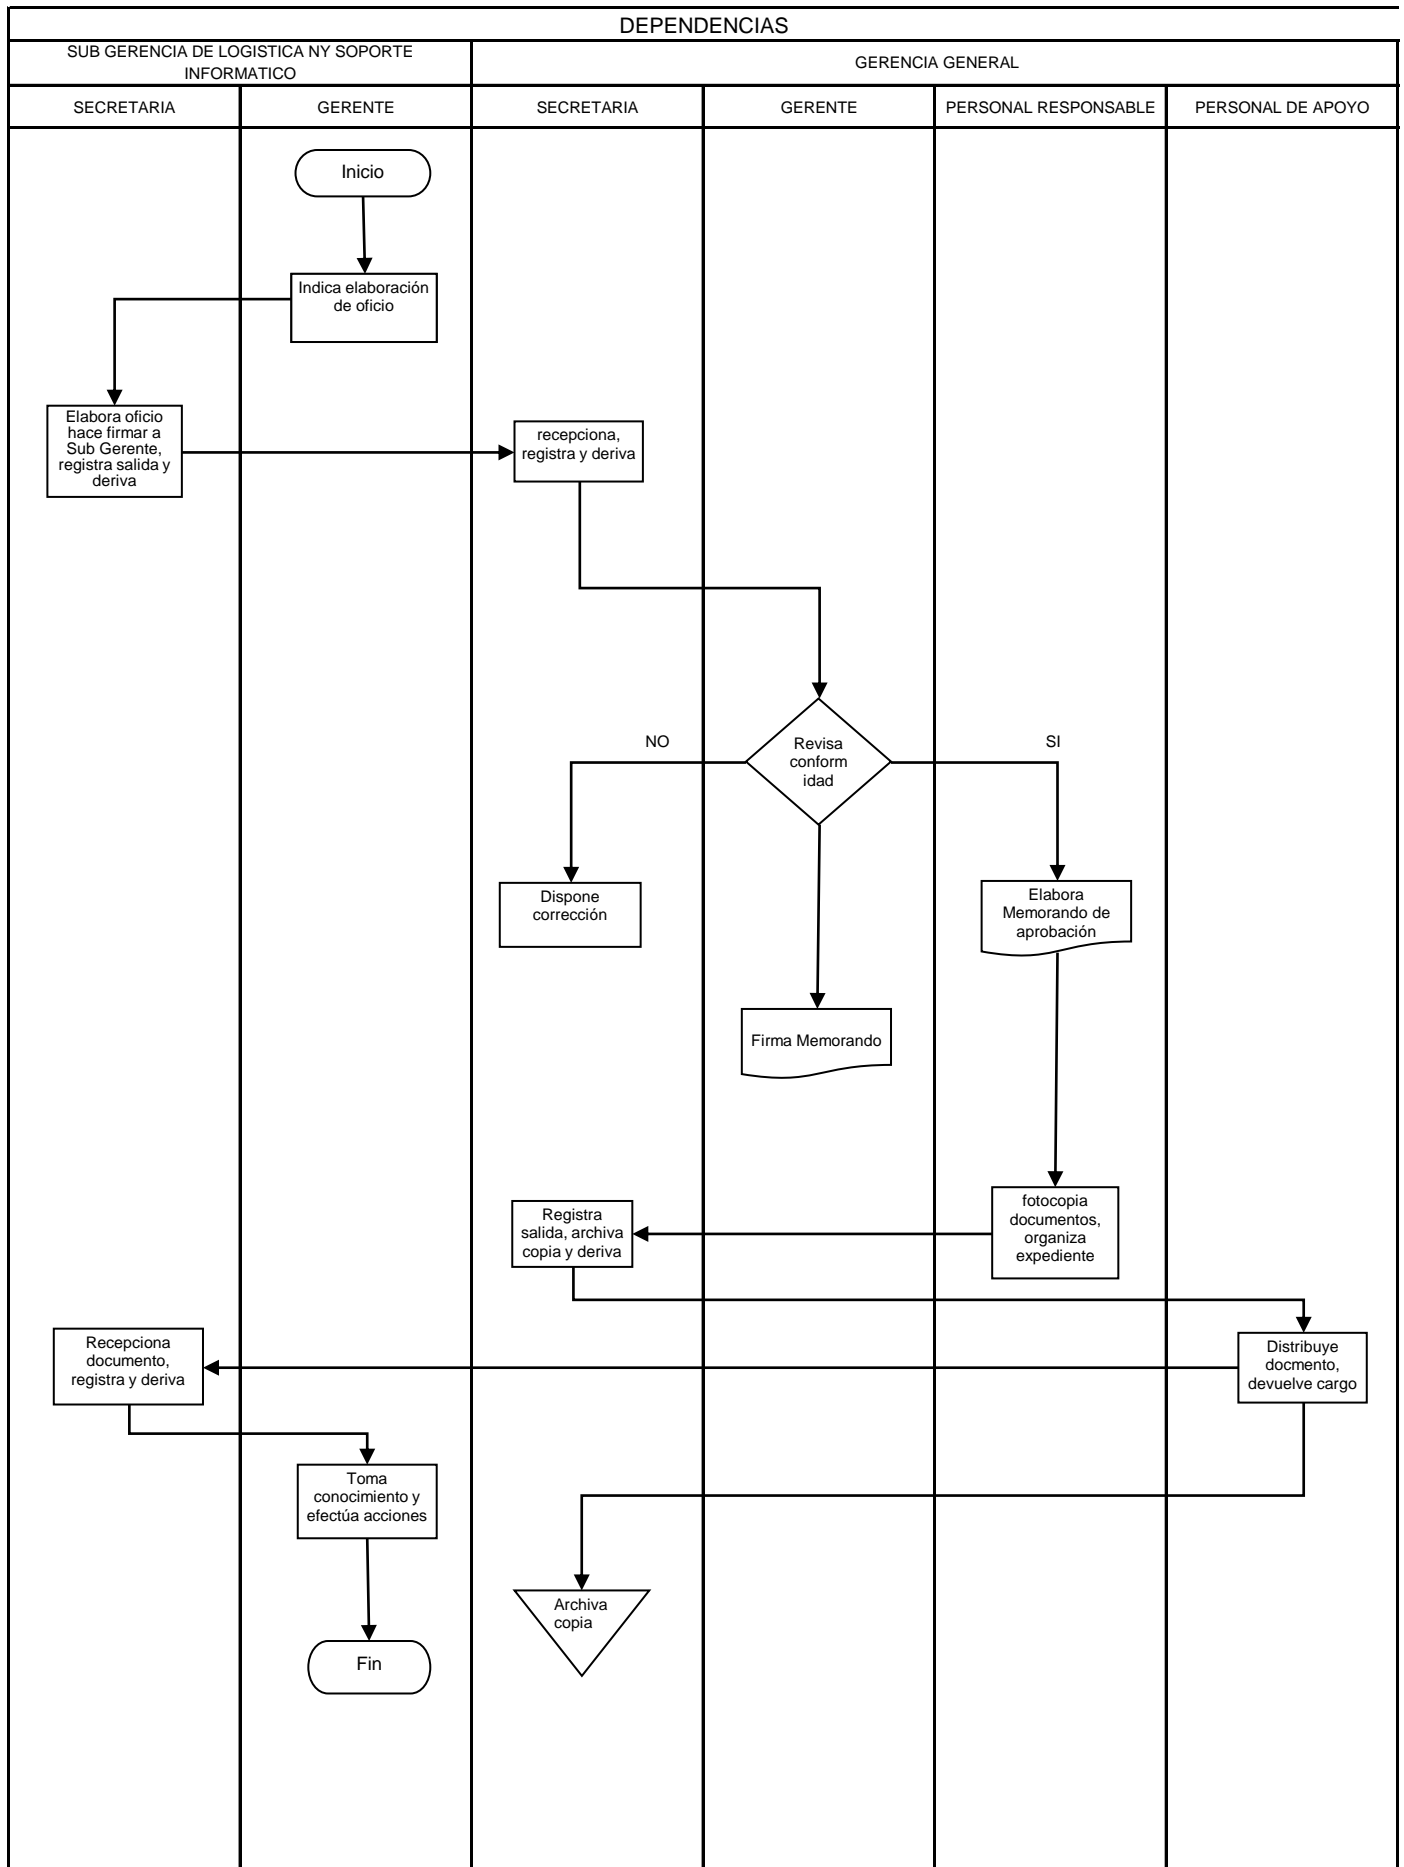 DEPENDENCIAS
SUB GERENCIA DE LOGISTICA NY SOPORTE
INFORMATICO
GERENCIA GENERAL
SECRETARIA
GERENTE
SECRETARIA
GERENTE
PERSONAL RESPONSABLE
PERSONAL DE APOYO
Inicio
Indica elaboración
de oficio
Elabora oficio
hace firmar a
Sub Gerente,
registra salida y
deriva
recepciona,
registra y deriva
NO
Revisa
conform
idad
SI
Dispone
corrección
Elabora
Memorando de
aprobación
Firma Memorando
Registra
salida, archiva
copia y deriva
fotocopia
documentos,
organiza
expediente
Recepciona
documento,
registra y deriva
Distribuye
docmento,
devuelve cargo
Toma
conocimiento y
efectúa acciones
Archiva
copia
Fin